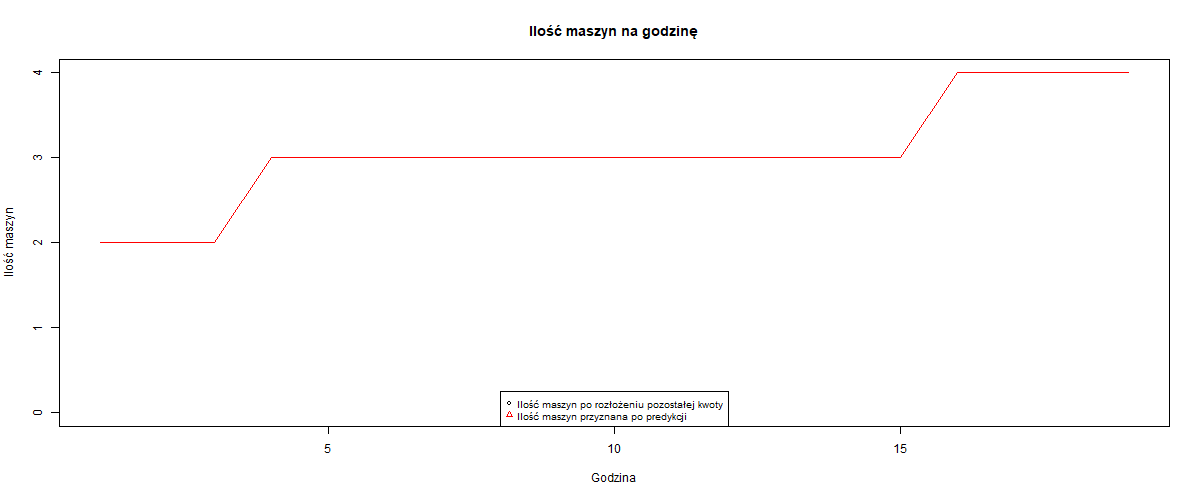 Ilość maszyn na godzinę
Ilość maszyn
4
3
2
1
0
Ilość maszyn po rozłożeniu pozostałej kwoty
Ilość maszyn przyznana po predykcji
5 10 15
Godzina